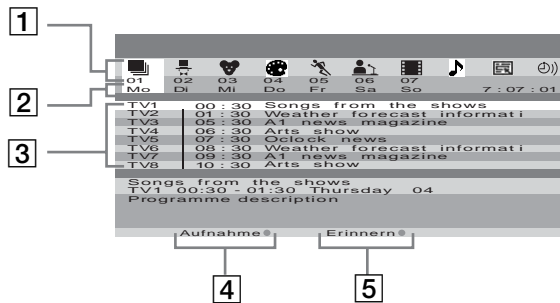 1
01 02 03 04 05 06 07
2
Mo Di Mi Do Fr Sa So 7:07:01
3
TV1 00:30 Songs from the shows
TV2 01:30 Weather forecast informati
TV3 05:30 A1 news magazine
TV4 06:30 Arts show
TV5 07:30 Oclock news
TV6 08:30 Weather forecast informati
TV7 09:30 A1 news magazine
TV8 10:30 Arts show
Songs from the shows
TV1 00:30 - 01:30 Thursday 04
Programme description
Aufnahme Erinnern
4 5